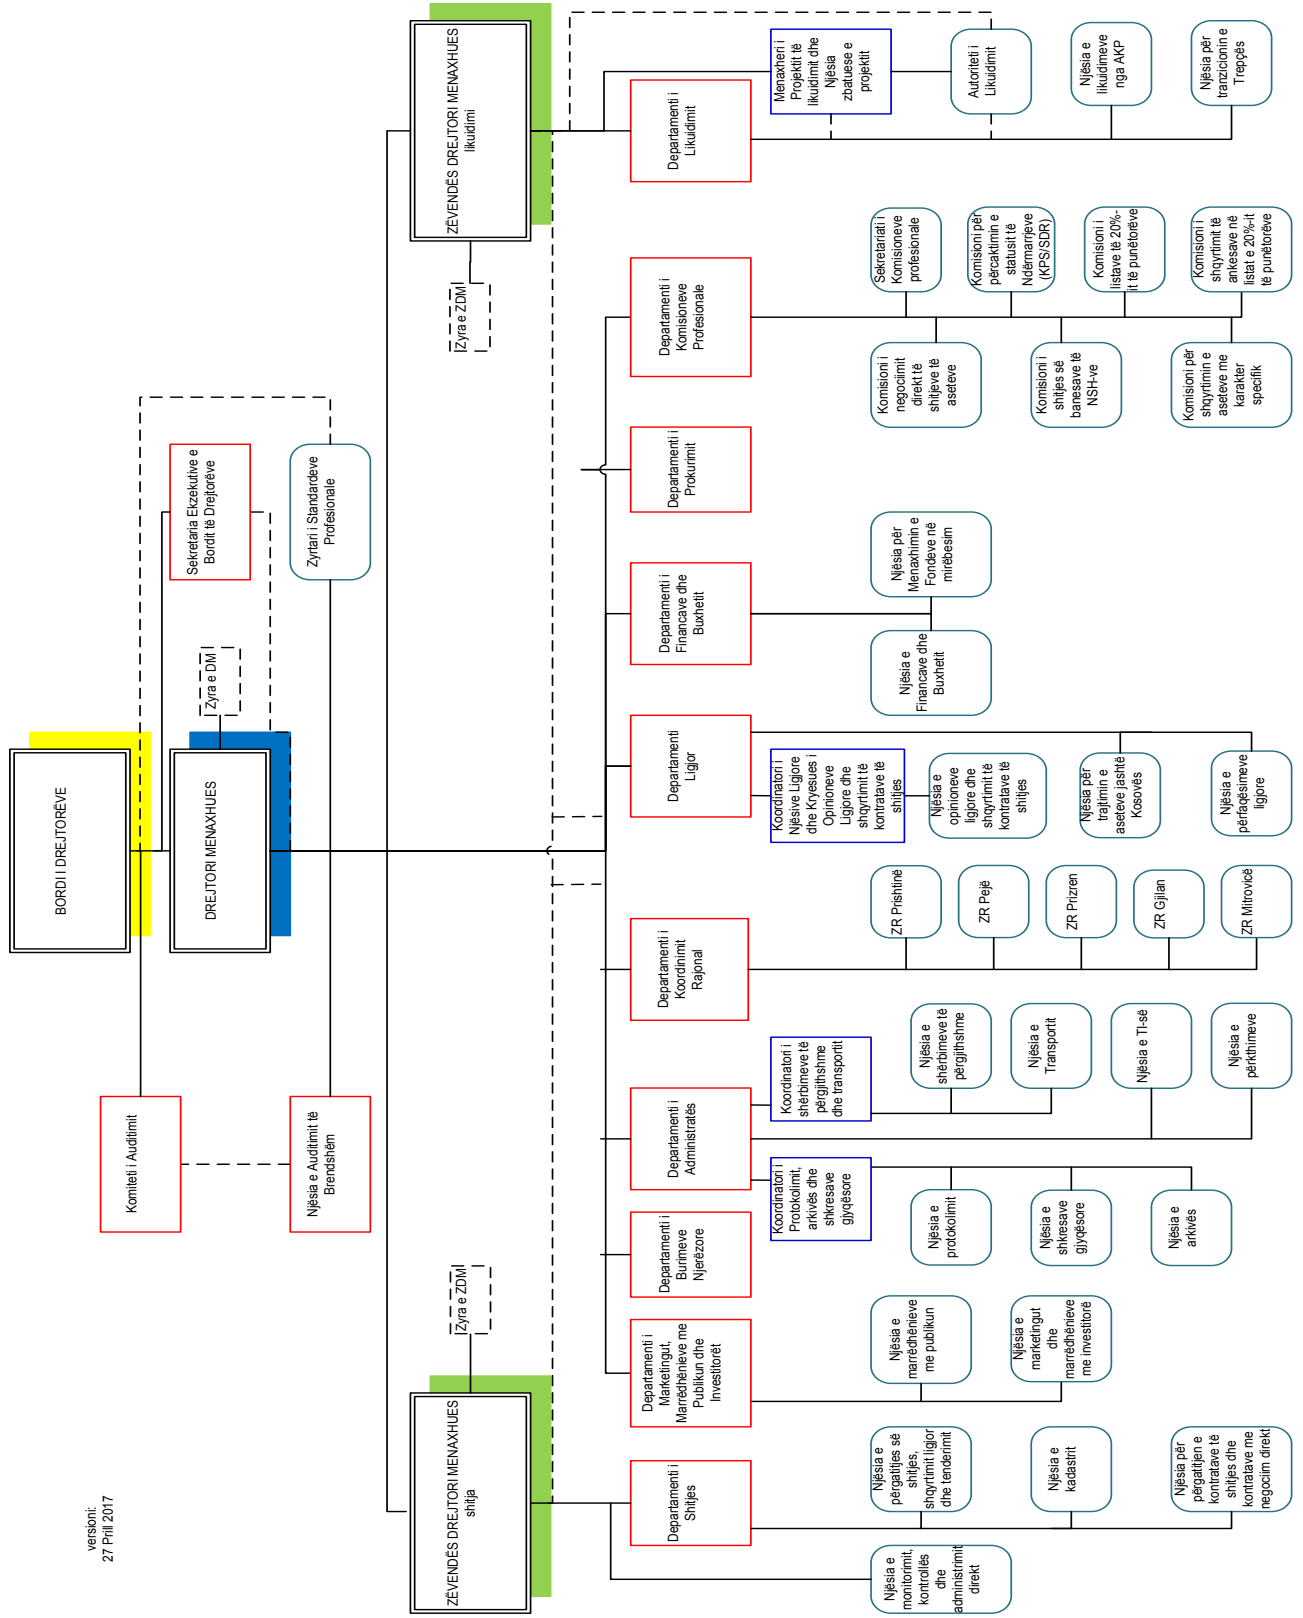 versioni:
27 Prill 2017
BORDI I DREJTORËVE
Komiteti i Auditimit
Sekretaria Ekzekutive e
Bordit të Drejtorëve
DREJTORI MENAXHUES
Zyra e DM
Njësia e Auditimit të
Brendshëm
Zyrtari i Standardeve
Profesionale
ZËVENDËS DREJTORI MENAXHUES
shitja
Zyra e ZDM
ZËVENDËS DREJTORI MENAXHUES
likuidimi
Zyra e ZDM
Departamenti i
Shitjes
Departamenti i
Marketingut,
Marrëdhënieve me
Publikun dhe
Investitorët
Departamenti i
Burimeve
Njerëzore
Departamenti i
Administratës
Departamenti i
Koordinimit
Rajonal
Departamenti
Ligjor
Departamenti i
Financave dhe
Buxhetit
Departamenti i
Prokurimit
Departamenti i
Komisioneve
Profesionale
Departamenti i
Likuidimit
Njësia e
monitorimit,
kontrollës
dhe
administrimit
direkt
Njësia e
përgatitjes së
shitjes,
shqyrtimit ligjor
dhe tenderimit
Njësia e
kadastrit
Njësia për
përgatitjen e
kontratave të
shitjes dhe
kontratave me
negociim direkt
Njësia e
marrëdhënieve
me publikun
Njësia e
marketingut
dhe
marrëdhënieve
me investitorë
Koordinatori i
Protokolimit,
arkivës dhe
shkresave
gjyqësore
Njësia e
protokolimit
Njësia e
shkresave
gjyqësore
Njësia e
arkivës
Koordinatori i
shërbimeve të
përgjithshme
dhe transportit
Njësia e
shërbimeve të
përgjithshme
Njësia e
Transportit
Njësia e TI-së
Njësia e
përkthimeve
ZR Prishtinë
ZR Pejë
ZR Prizren
ZR Gjilan
ZR Mitrovicë
Koordinatori i
Njësive Ligjore
dhe Kryesues i
Opinioneve
Ligjore dhe
shqyrtimit të
kontratave të
shitjes
Njësia e
opinioneve
ligjore dhe
shqyrtimit të
kontratave të
shitjes
Njësia për
trajtimin e
aseteve jashtë
Kosovës
Njësia e
përfaqësimeve
ligjore
Njësia e
Financave dhe
Buxhetit
Njësia për
Menaxhimin e
Fondeve në
mirëbesim
Komisioni i
negociimit
direkt të
shitjeve të
aseteve
Komisioni i
shitjes së
banesave të
NSH-ve
Komisioni për
shqyrtimin e
aseteve me
karakter
specifik
Sekretariati i
Komisioneve
profesionale
Komisioni për
përcaktimin e
statusit të
Ndërmarrjeve
(KPS/SDR)
Komisioni i
listave të 20%-
it të punëtorëve
Komisioni i
shqyrtimit të
ankesave në
listat e 20%-it
të punëtorëve
Menaxheri i
Projektit të
likuidimit dhe
Njësia
zbatuese e
projektit
Autoriteti i
Likuidimit
Njësia e
likuidimeve
nga AKP
Njësia për
tranzicionin e
Trepçës